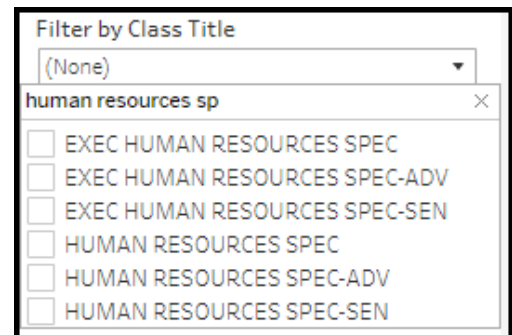 Filter by Class Title
(None)
human resources sp
EXEC HUMAN RESOURCES SPEC
EXEC HUMAN RESOURCES SPEC-ADV
EXEC HUMAN RESOURCES SPEC-SEN
HUMAN RESOURCES SPEC
HUMAN RESOURCES SPEC-ADV
HUMAN RESOURCES SPEC-SEN